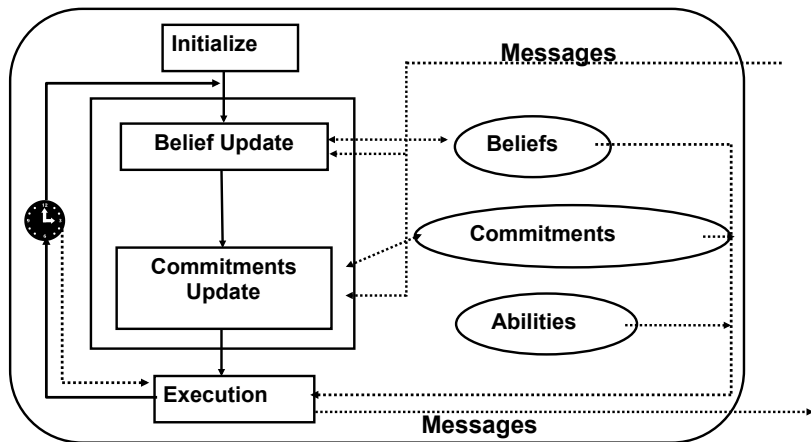 Initialize
Messages
Belief Update
Beliefs
Commitments
Commitments
Update
Abilities
Execution
Messages